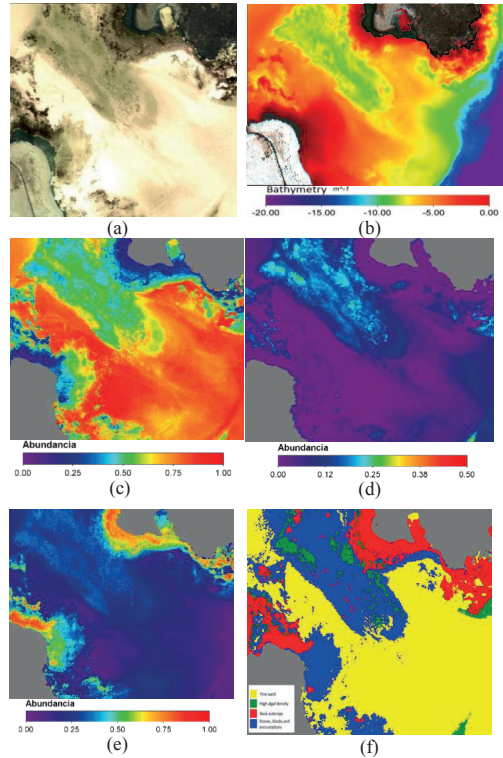 (a)
Bathymetry m^-1
-20.00 -15.00 -10.00 -5.00 0.00
(b)
Abundancia
0.00 0.25 0.50 0.75 1.00
(c)
Abundancia
0.00 0.12 0.25 0.38 0.50
(d)
Abundancia
0.00 0.25 0.50 0.75 1.00
(e)
Fine sand
High algal density
Rock outcrops
Stones, blocks and
encrustations
(f)